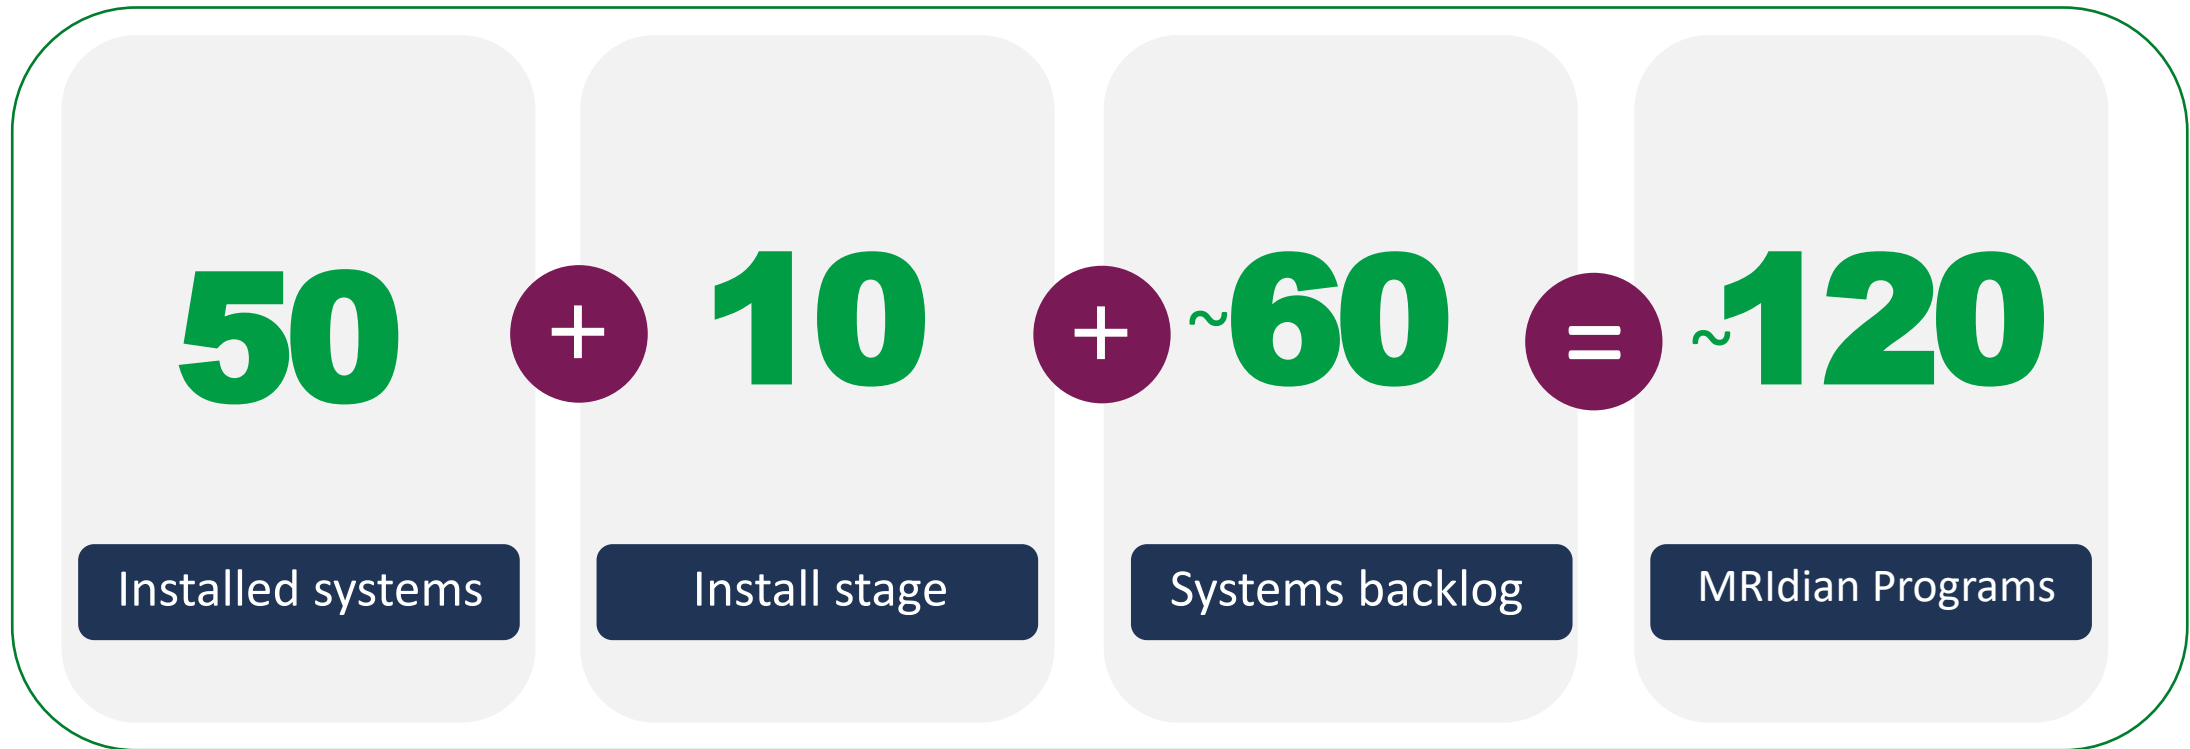 50 + 10 + ~60 = ~120
Installed systems
Install stage
Systems backlog
MRIdian Programs